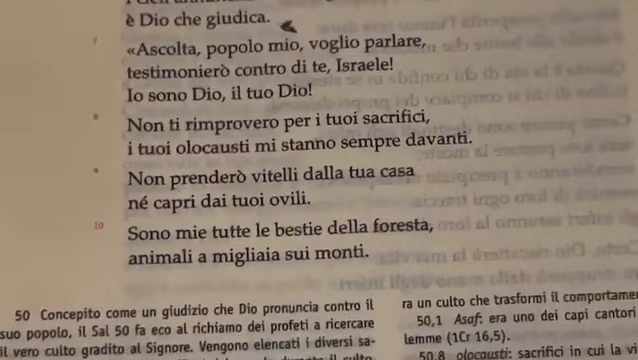 è Dio che giudica.
7 «Ascolta, popolo mio, voglio parlare,
testimonierò contro di te, Israele!
Io sono Dio, il tuo Dio!
8 Non ti rimprovero per i tuoi sacrifici,
i tuoi olocausti mi stanno sempre davanti.
9 Non prenderò vitelli dalla tua casa
né capri dai tuoi ovili.
10 Sono mie tutte le bestie della foresta,
animali a migliaia sui monti.
50 Concepito come un giudizio che Dio pronuncia contro il
suo popolo, il Sal 50 fa eco al richiamo dei profeti a ricercare
il vero culto gradito al Signore. Vengono elencati i diversi sa-
ra un culto che trasformi il comportamen
50,1 Asaf: era uno dei capi cantori
lemme (1Cr 16,5).
50,8 olocausti: sacrifici in cui la vi